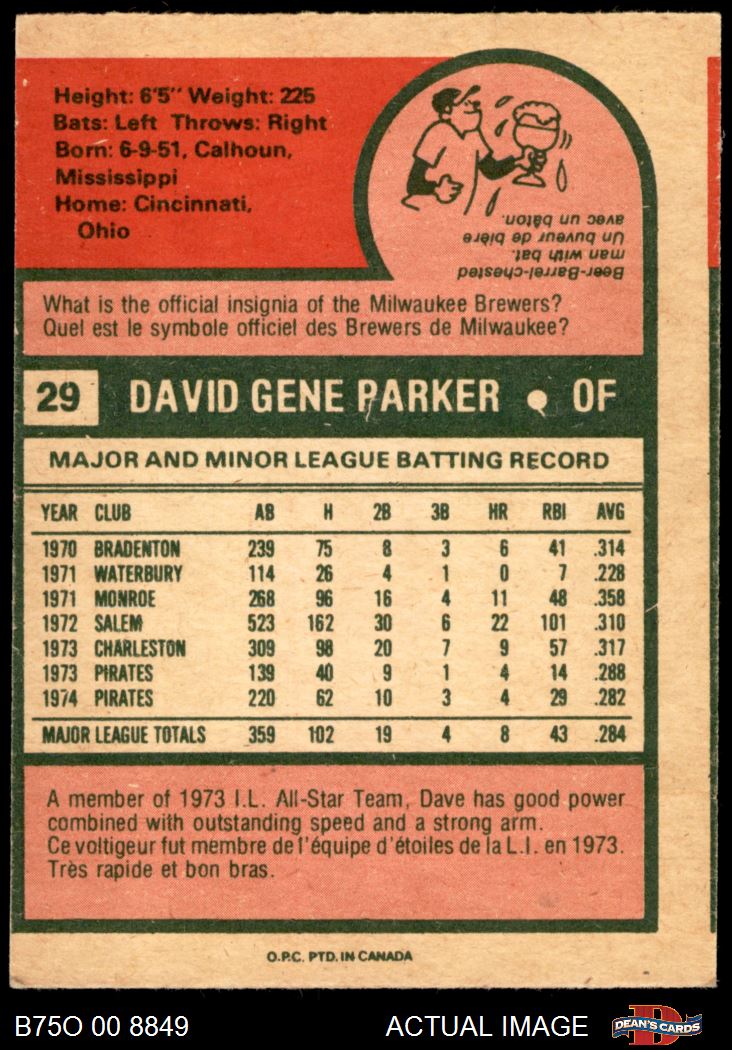 Height: 6'5" Weight: 225
Bats: Left Throws: Right
Born: 6-9-51, Calhoun,
Mississippi
Home: Cincinnati,
Ohio
Beer-Barrel-chested
man with bat.
Un buveur de bière
avec un bâton.
What is the official insignia of the Milwaukee Brewers?
Quel est le symbole officiel des Brewers de Milwaukee?
29 DAVID GENE PARKER • OF
MAJOR AND MINOR LEAGUE BATTING RECORD
YEAR CLUB AB H 2B 3B HR RBI AVG
1970 BRADENTON 239 75 8 3 6 41 .314
1971 WATERBURY 114 26 4 1 0 7 .228
1971 MONROE 268 96 16 4 11 48 .358
1972 SALEM 523 162 30 6 22 101 .310
1973 CHARLESTON 309 98 20 7 9 57 .317
1973 PIRATES 139 40 9 1 4 14 .288
1974 PIRATES 220 62 10 3 4 29 .282
MAJOR LEAGUE TOTALS 359 102 19 4 8 43 .284
A member of 1973 I.L. All-Star Team, Dave has good power
combined with outstanding speed and a strong arm.
Ce voltigeur fut membre de l'équipe d'étoiles de la L.I. en 1973.
Très rapide et bon bras.
O.P.C. PTD. IN CANADA
B75O 00 8849 ACTUAL IMAGE DEAN'S CARDS